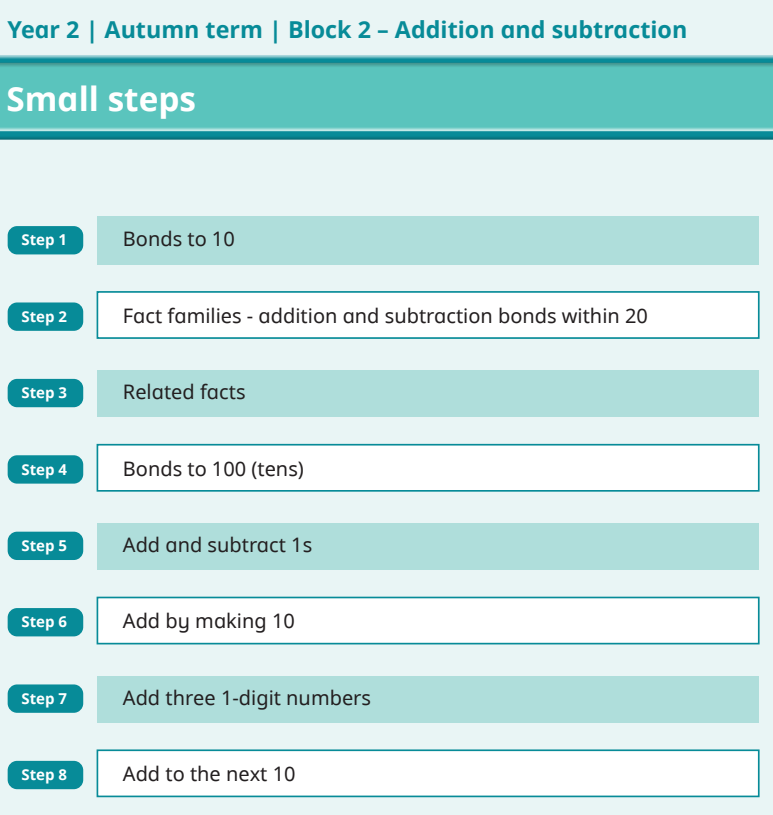 Year 2 | Autumn term | Block 2 – Addition and subtraction
Small steps
Step 1 Bonds to 10
Step 2 Fact families - addition and subtraction bonds within 20
Step 3 Related facts
Step 4 Bonds to 100 (tens)
Step 5 Add and subtract 1s
Step 6 Add by making 10
Step 7 Add three 1-digit numbers
Step 8 Add to the next 10